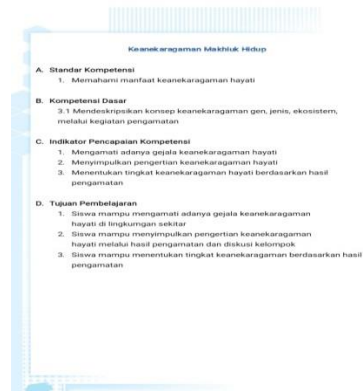 Keanekaragaman Makhluk Hidup
A. Standar Kompetensi
1. Memahami manfaat keanekaragaman hayati
B. Kompetensi Dasar
3.1 Mendeskripsikan konsep keanekaragaman gen, jenis, ekosistem,
melalui kegiatan pengamatan
C. Indikator Pencapaian Kompetensi
1. Mengamati adanya gejala keanekaragaman hayati
2. Menyimpulkan pengertian keanekaragaman hayati
3. Menentukan tingkat keanekaragaman hayati berdasarkan hasil
pengamatan
D. Tujuan Pembelajaran
1. Siswa mampu mengamati adanya gejala keanekaragaman
hayati di lingkungan sekitar
2. Siswa mampu menyimpulkan pengertian keanekaragaman
hayati melalui hasil pengamatan dan diskusi kelompok
3. Siswa mampu menentukan tingkat keanekaragaman berdasarkan hasil
pengamatan